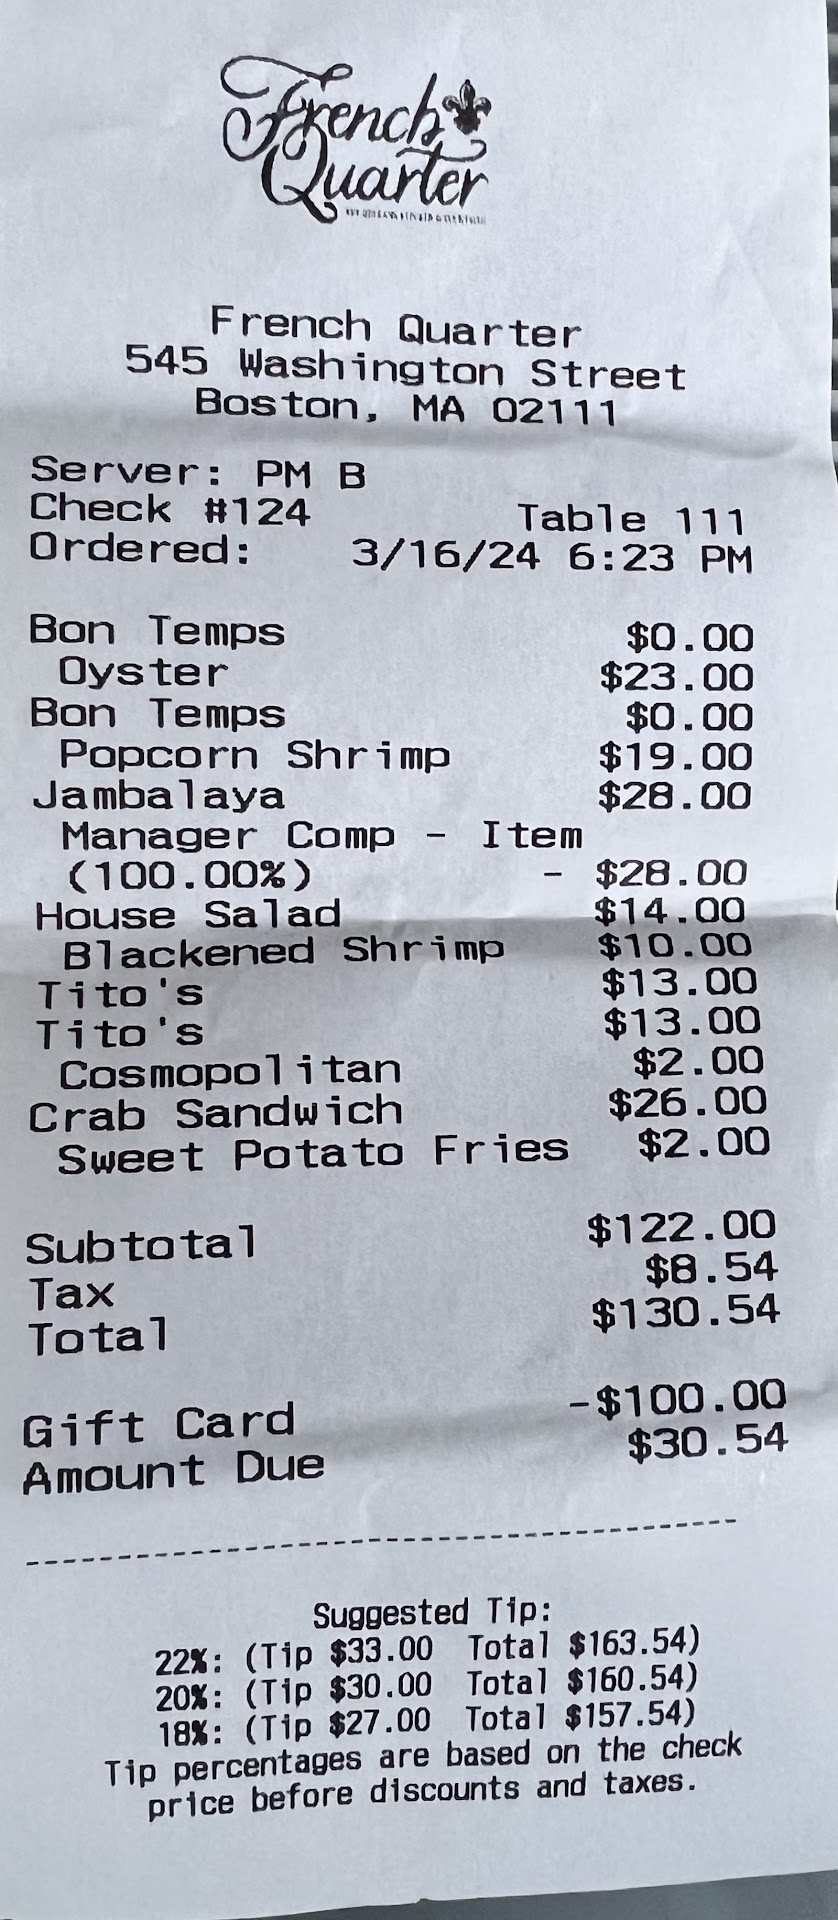 French
Quarter
French Quarter
545 Washington Street
Boston, MA 02111
Server: PM B
Check #124 Table 111
Ordered: 3/16/24 6:23 PM
Bon Temps $0.00
Oyster $23.00
Bon Temps $0.00
Popcorn Shrimp $19.00
Jambalaya $28.00
Manager Comp - Item
(100.00%) - $28.00
House Salad $14.00
Blackened Shrimp $10.00
Tito's $13.00
Tito's $13.00
Cosmopolitan $2.00
Crab Sandwich $26.00
Sweet Potato Fries $2.00
Subtotal $122.00
Tax $8.54
Total $130.54
Gift Card -$100.00
Amount Due $30.54
Suggested Tip:
22%: (Tip $33.00 Total $163.54)
20%: (Tip $30.00 Total $160.54)
18%: (Tip $27.00 Total $157.54)
Tip percentages are based on the check
price before discounts and taxes.